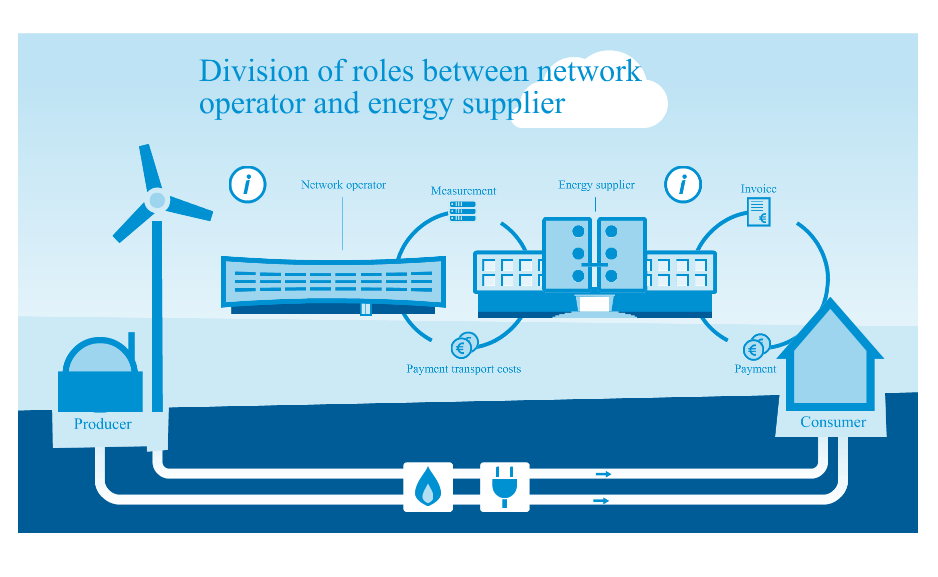 Division of roles between network
operator and energy supplier
i
Network operator
Measurement
Energy supplier
i
Invoice
€
€
Payment transport costs
€
Payment
Producer
Consumer